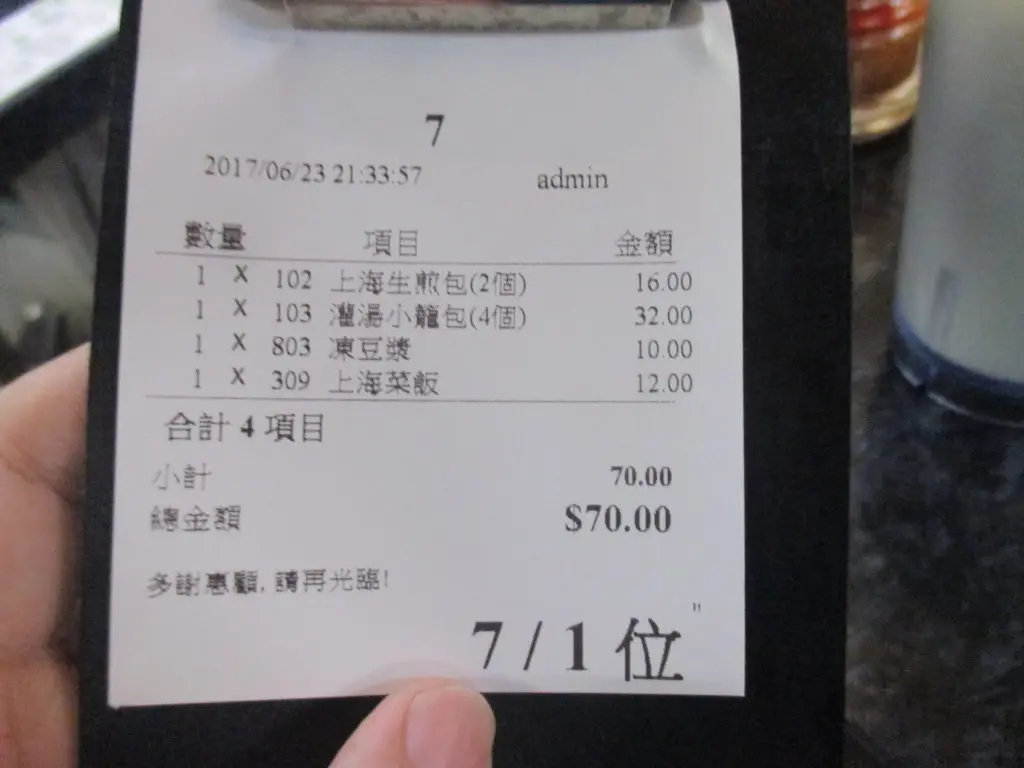 7
2017/06/23 21:33:57 admin
數量 項目 金額
1 X 102 上海生煎包(2個) 16.00
1 X 103 灌湯小籠包(4個) 32.00
1 X 803 凍豆漿 10.00
1 X 309 上海菜飯 12.00
合計 4 項目
小計 70.00
總金額 $70.00
多謝惠顧, 請再光臨!
7 / 1 位"